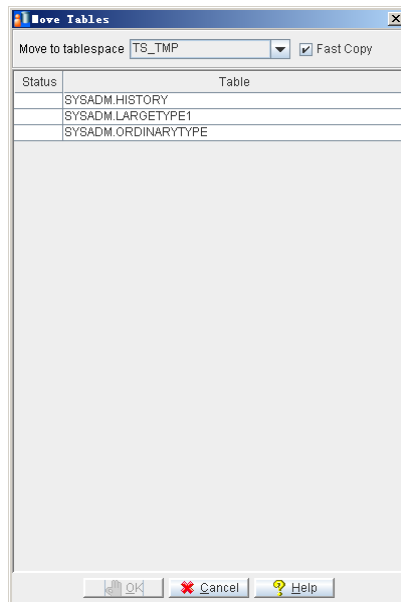 Move Tables
Move to tablespace TS_TMP Fast Copy
Status Table
SYSADM.HISTORY
SYSADM.LARGETYPE1
SYSADM.ORDINARYTYPE
OK Cancel Help